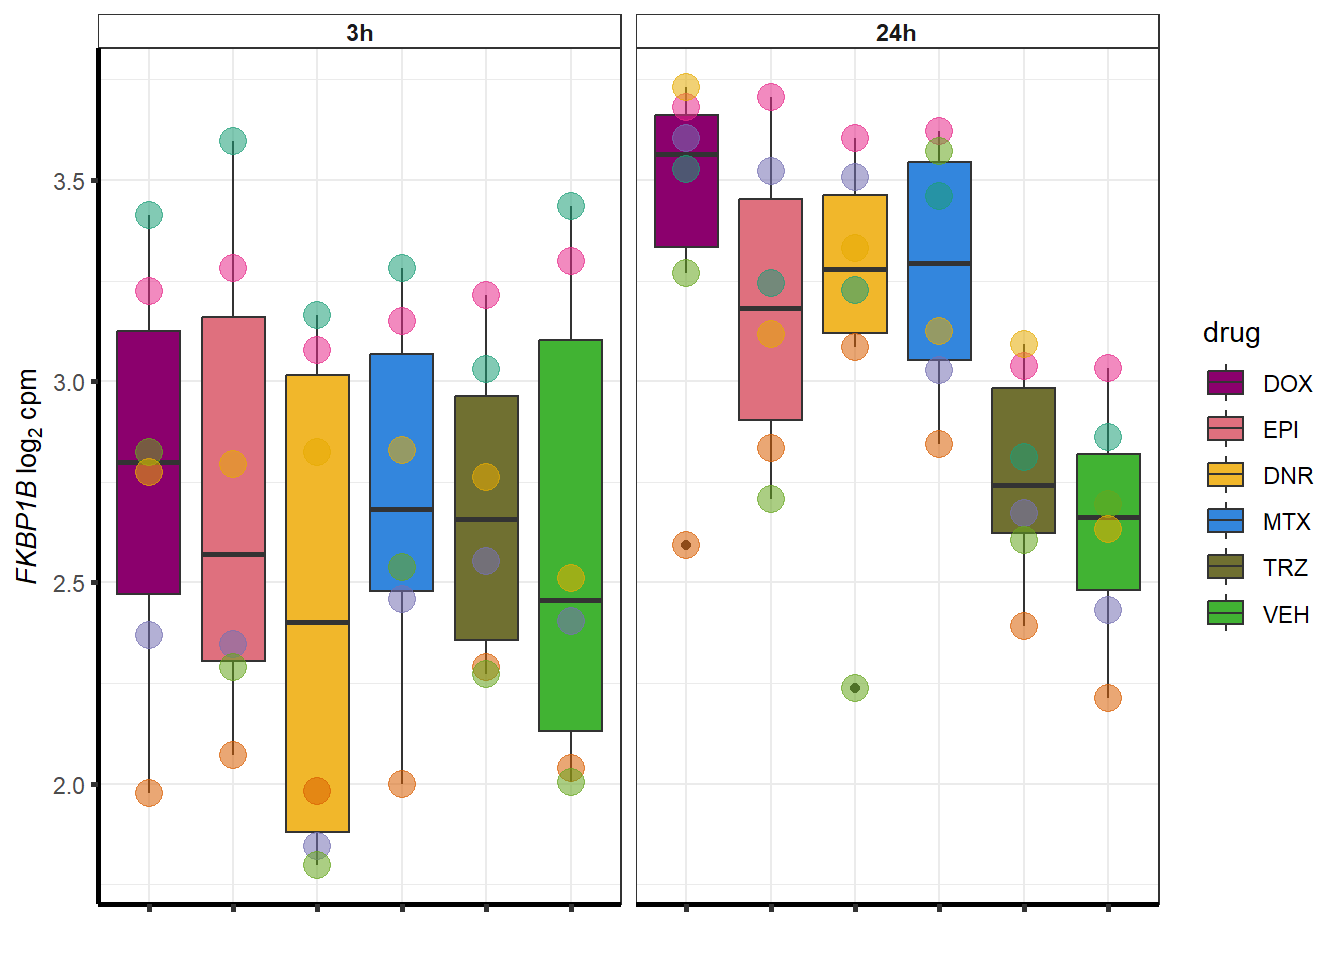 3h
24h
3.5
3.0
2.5
2.0
FKBP1B log₂ cpm
drug
DOX
EPI
DNR
MTX
TRZ
VEH